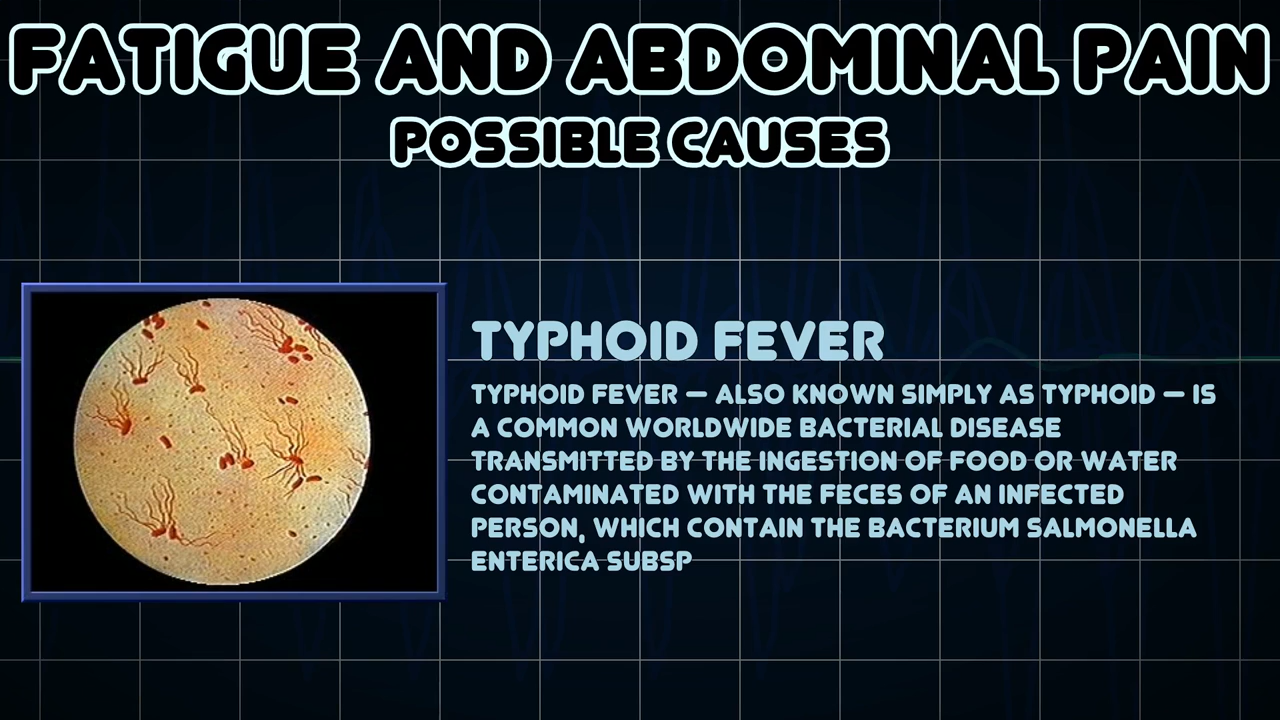 FATIGUE AND ABDOMINAL PAIN
POSSIBLE CAUSES
TYPHOID FEVER
TYPHOID FEVER — ALSO KNOWN SIMPLY AS TYPHOID — IS
A COMMON WORLDWIDE BACTERIAL DISEASE
TRANSMITTED BY THE INGESTION OF FOOD OR WATER
CONTAMINATED WITH THE FECES OF AN INFECTED
PERSON, WHICH CONTAIN THE BACTERIUM SALMONELLA
ENTERICA SUBSP